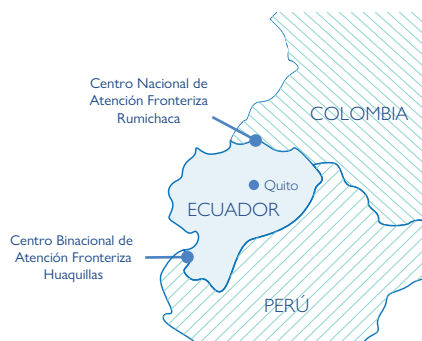 Centro Nacional de
Atención Fronteriza
Rumichaca
COLOMBIA
Quito
ECUADOR
Centro Binacional de
Atención Fronteriza
Huaquillas
PERÚ